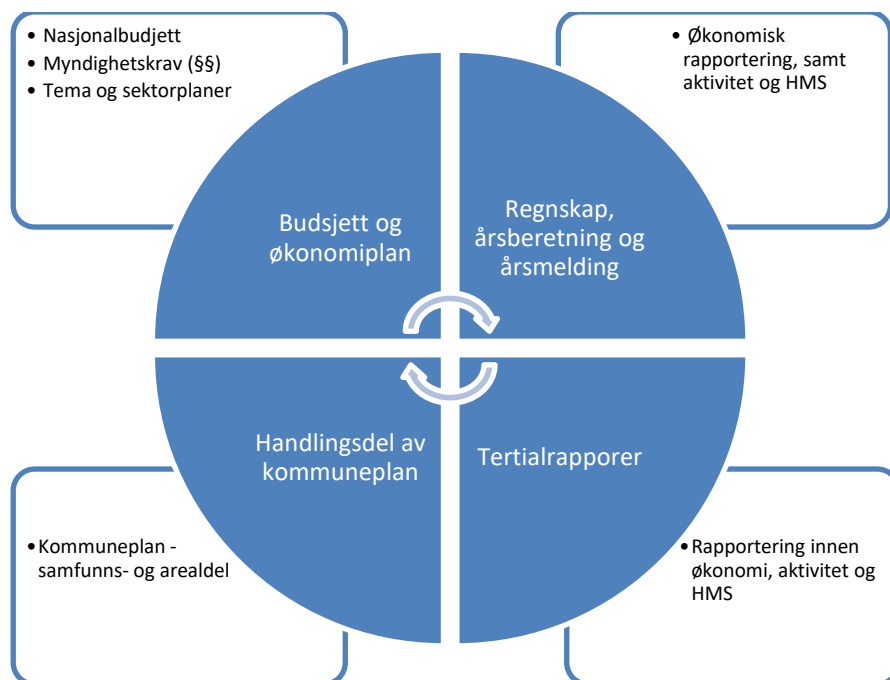 • Nasjonalbudjett
• Myndighetskrav (§§)
• Tema og sektorplaner
• Økonomisk
rapportering, samt
aktivitet og HMS
Budsjett og
økonomiplan
Regnskap,
årsberetning og
årsmelding
Handlingsdel av
kommuneplan
Tertialrapporer
•Kommuneplan -
samfunns- og arealdel
•Rapportering innen
økonomi, aktivitet og
HMS